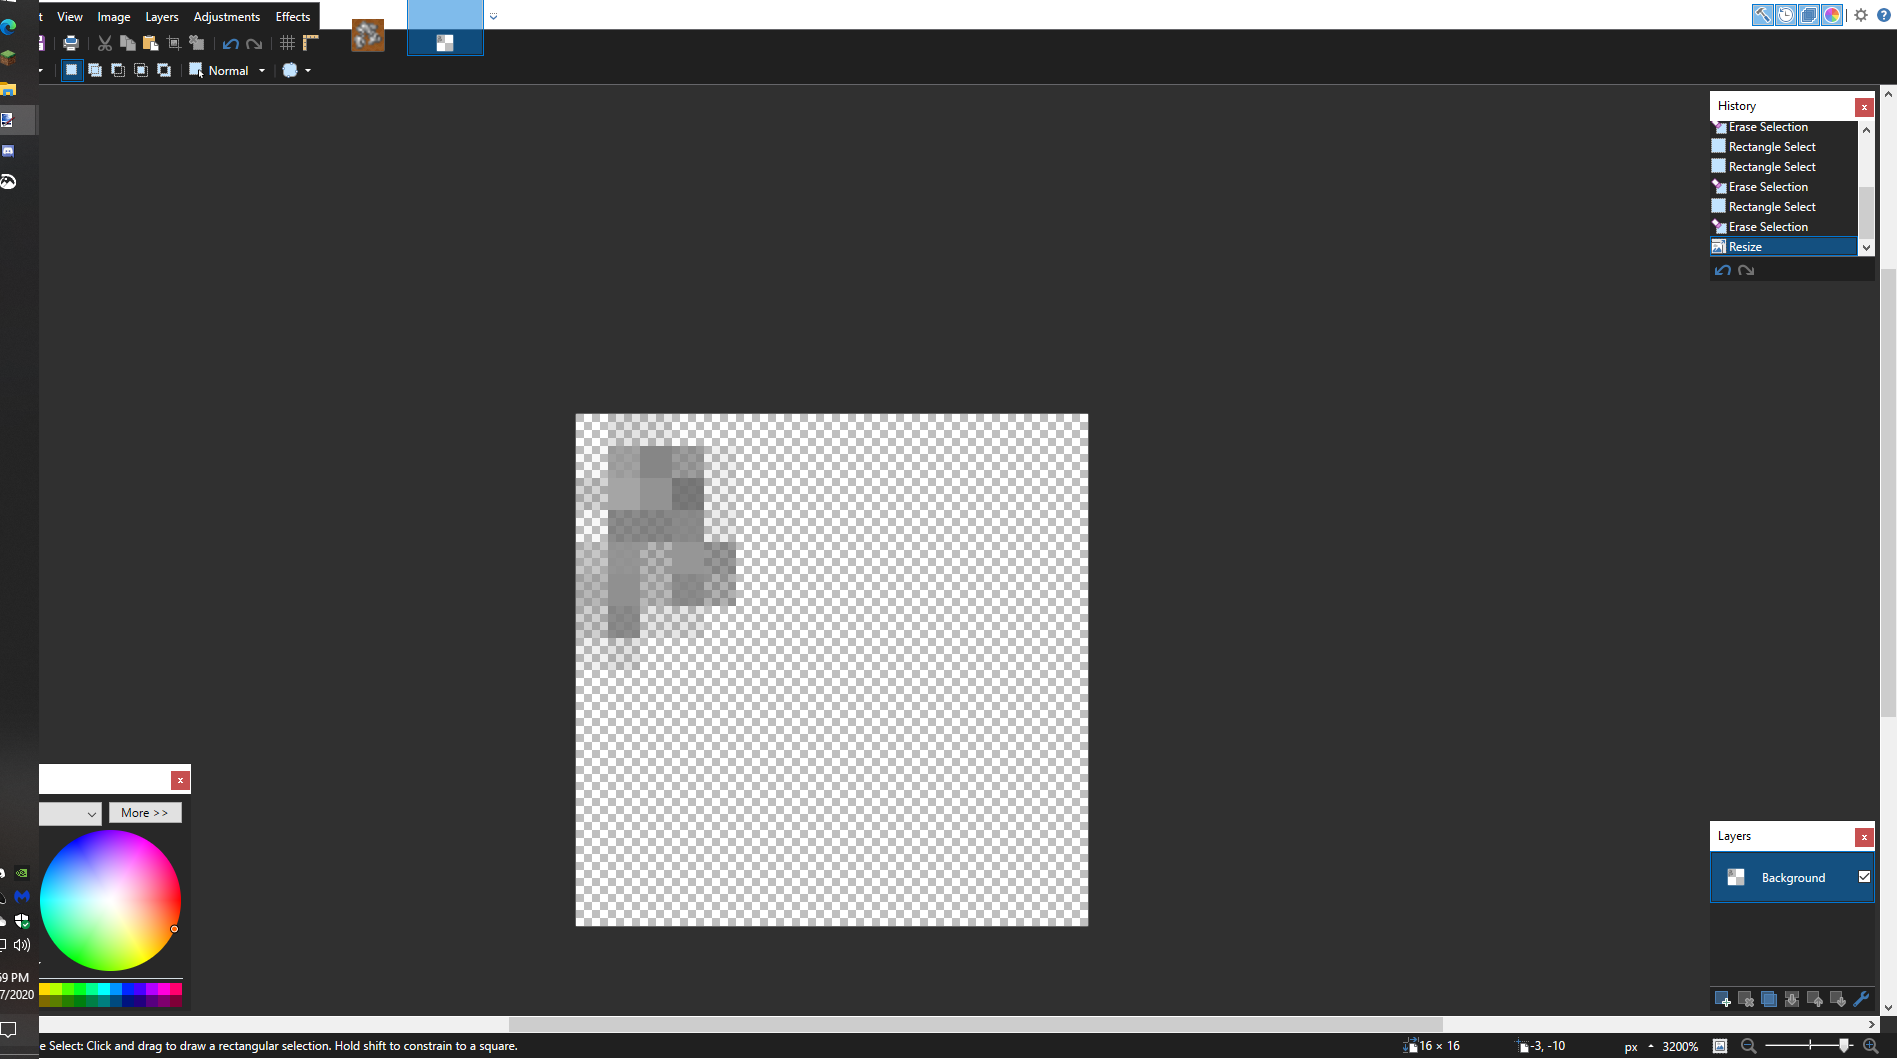 View Image Layers Adjustments Effects
Normal
History
Erase Selection
Rectangle Select
Rectangle Select
Erase Selection
Rectangle Select
Erase Selection
Resize
More >>
Layers
Background
59 PM
7/2020
e Select: Click and drag to draw a rectangular selection. Hold shift to constrain to a square.
16 × 16
-3, -10
px
3200%